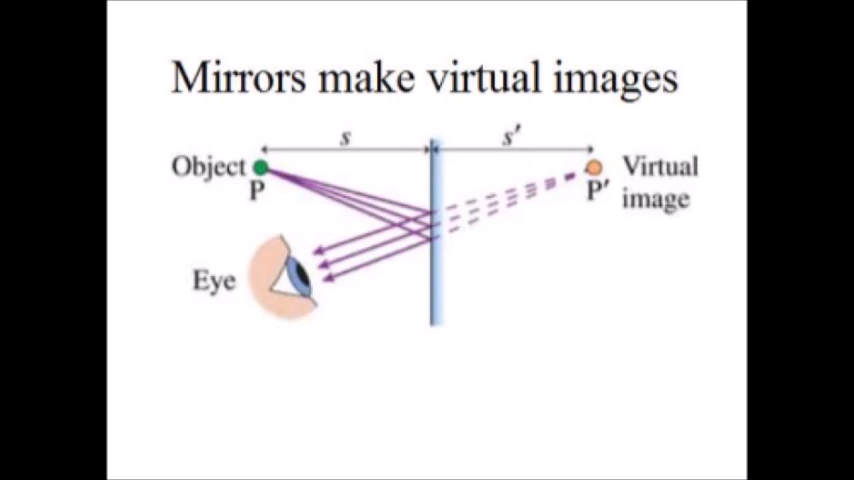 Mirrors make virtual images
s
s′
Object
P
Virtual
image
P′
Eye